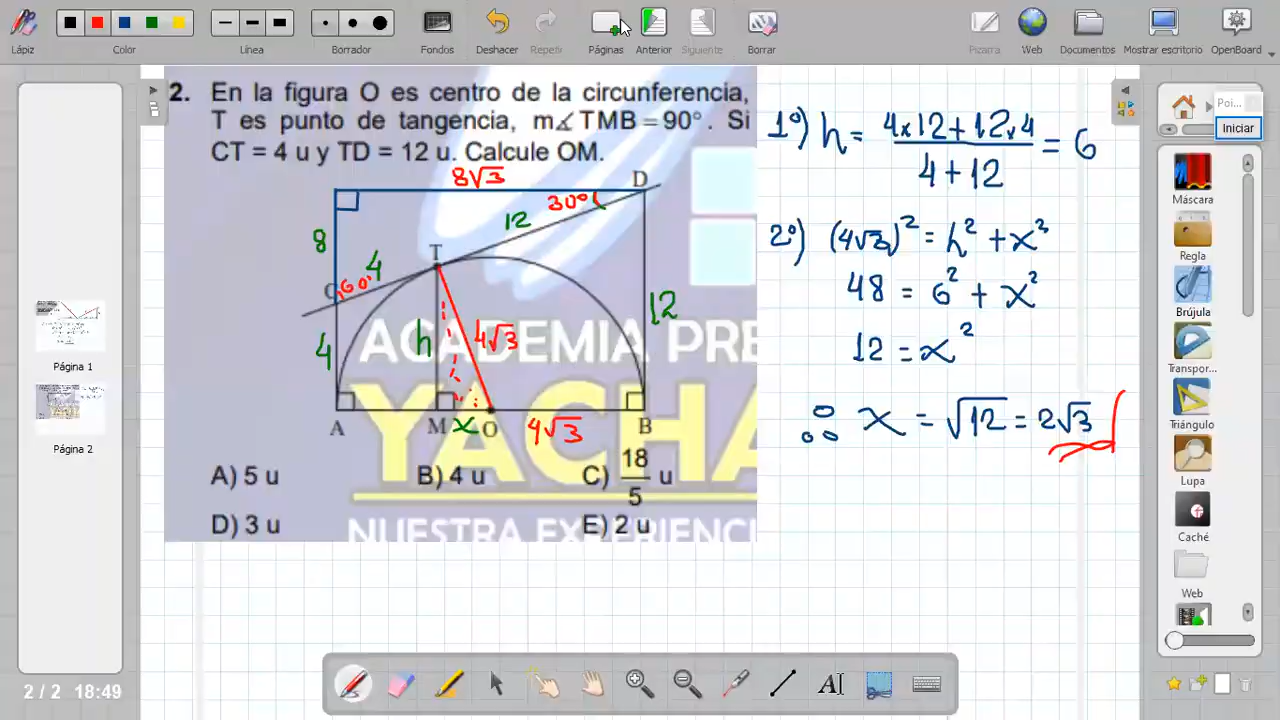 Lápiz
Color
Línea
Borrador
Fondos
Deshacer
Repetir
Páginas
Anterior
Siguiente
Borrar
Pizarra
Web
Documentos
Mostrar escritorio
OpenBoard
2. En la figura O es centro de la circunferencia,
T es punto de tangencia, m∡TMB = 90°. Si
CT = 4 u y TD = 12 u. Calcule OM.
8√3
D
30°
12
8
T
4
60°
C
12
h
4√3
4
A
M
x
O
4√3
B
A) 5 u
B) 4 u
C) 18/5 u
D) 3 u
E) 2 u
ACADEMIA PRE
YACHA
NUESTRA EXPERIENCI
1°) h = (4x12 + 12x4)/(4 + 12) = 6
2°) (4√3)² = h² + x²
48 = 6² + x²
12 = x²
∴ x = √12 = 2√3
Página 1
Página 2
2 / 2 18:49
Poi...
Iniciar
Máscara
Regla
Brújula
Transpor...
Triángulo
Lupa
Caché
Web